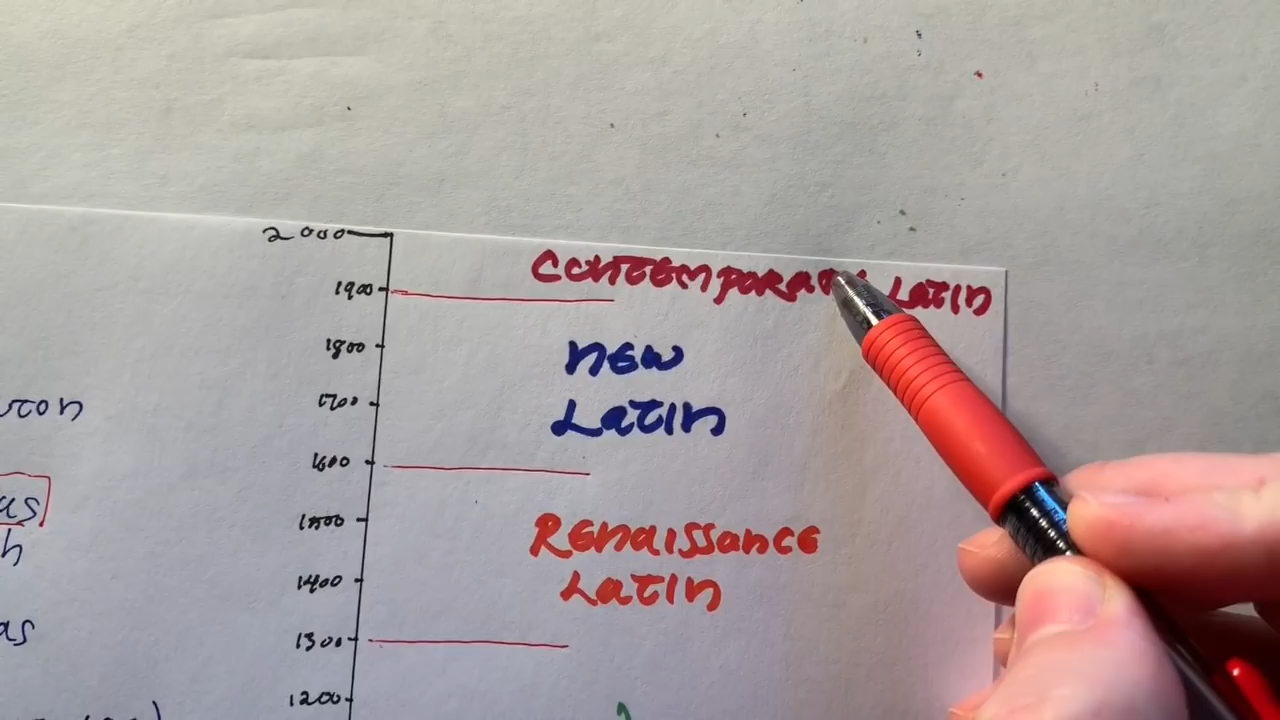 2000
contemporary Latin
1900
1800
new
Latin
1700
1600
1500
Renaissance
Latin
1400
1300
1200